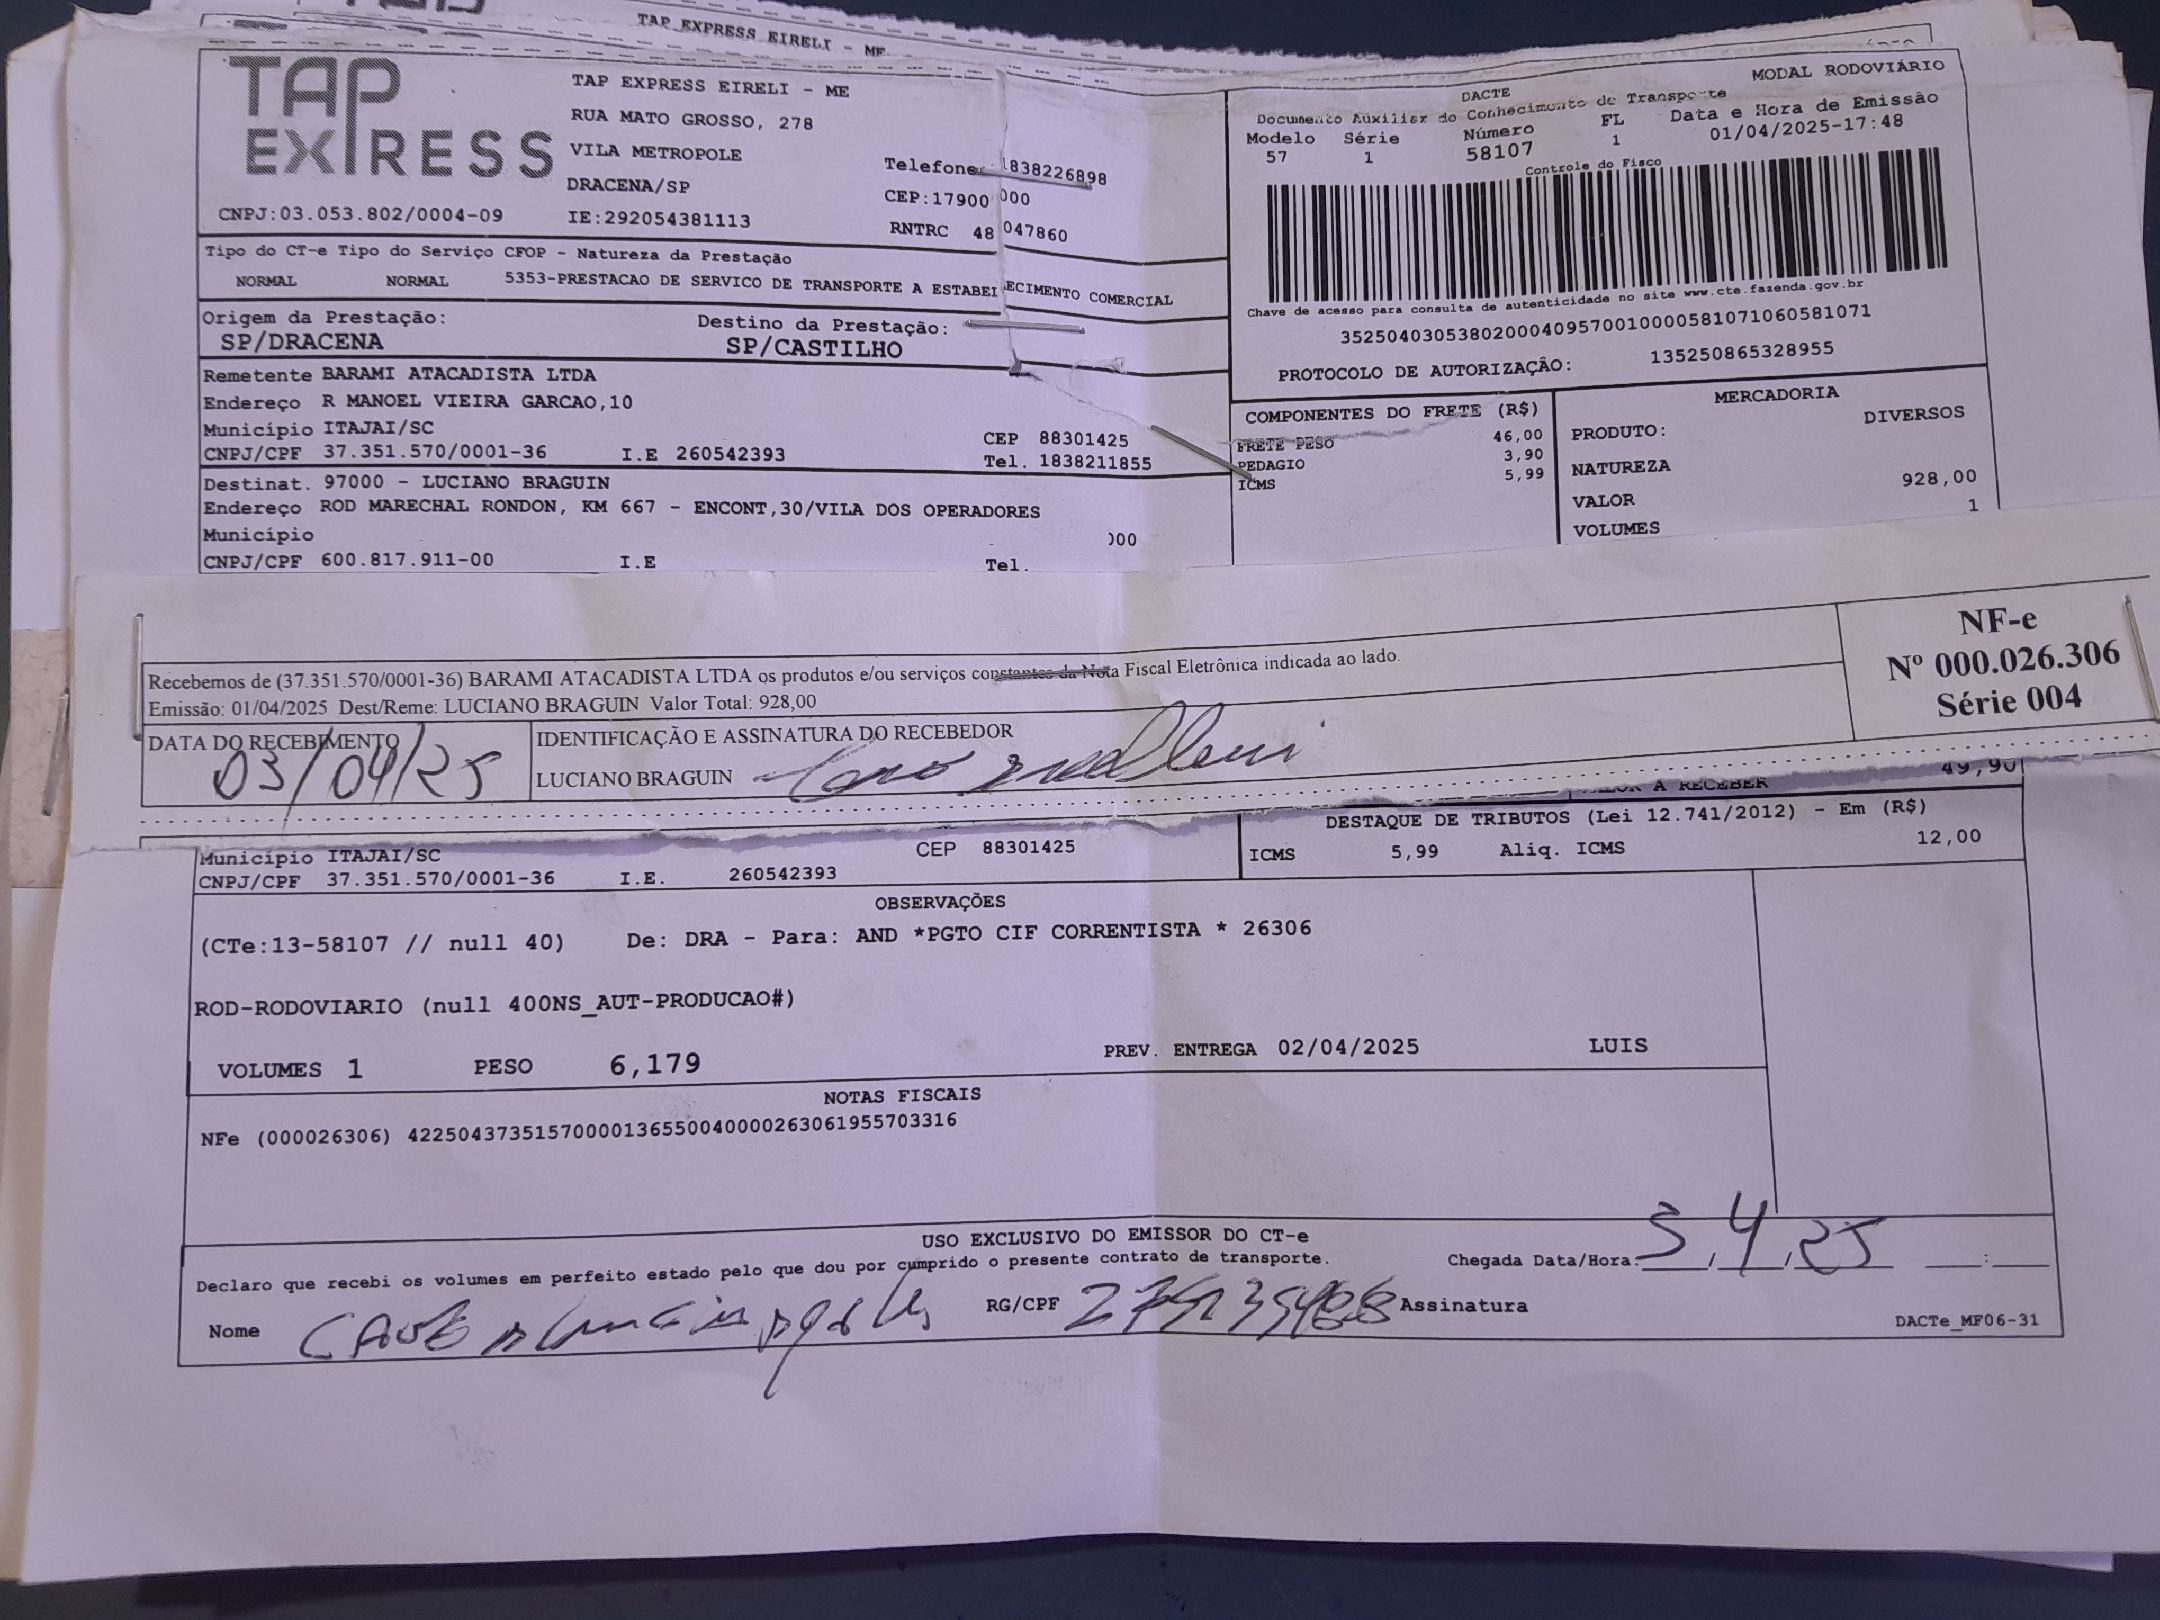 TAP EXPRESS EIRELI - ME
TAP EXPRESS
TAP EXPRESS EIRELI - ME
RUA MATO GROSSO, 278
VILA METROPOLE
DRACENA/SP
CNPJ:03.053.802/0004-09 IE:292054381113
Telefone 1838226898
CEP:17900 000
RNTRC 48 047860
DACTE MODAL RODOVIÁRIO
Documento Auxiliar do Conhecimento de Transporte
Modelo Série Número FL Data e Hora de Emissão
57 1 58107 1 01/04/2025-17:48
Controle do Fisco
Chave de acesso para consulta de autenticidade no site www.cte.fazenda.gov.br
35250403053802000409570010000581071060581071
PROTOCOLO DE AUTORIZAÇÃO: 135250865328955
Tipo do CT-e Tipo do Serviço CFOP - Natureza da Prestação
NORMAL NORMAL 5353-PRESTACAO DE SERVICO DE TRANSPORTE A ESTABELECIMENTO COMERCIAL
Origem da Prestação: Destino da Prestação:
SP/DRACENA SP/CASTILHO
Remetente BARAMI ATACADISTA LTDA
Endereço R MANOEL VIEIRA GARCAO,10
Município ITAJAI/SC CEP 88301425
CNPJ/CPF 37.351.570/0001-36 I.E 260542393 Tel. 1838211855
Destinat. 97000 - LUCIANO BRAGUIN
Endereço ROD MARECHAL RONDON, KM 667 - ENCONT,30/VILA DOS OPERADORES
Município 000
CNPJ/CPF 600.817.911-00 I.E Tel.
COMPONENTES DO FRETE (R$)
FRETE PESO 46,00
PEDAGIO 3,90
ICMS 5,99
MERCADORIA
PRODUTO: DIVERSOS
NATUREZA
VALOR 928,00
VOLUMES 1
Recebemos de (37.351.570/0001-36) BARAMI ATACADISTA LTDA os produtos e/ou serviços constantes da Nota Fiscal Eletrônica indicada ao lado.
Emissão: 01/04/2025 Dest/Reme: LUCIANO BRAGUIN Valor Total: 928,00
DATA DO RECEBIMENTO IDENTIFICAÇÃO E ASSINATURA DO RECEBEDOR
03/04/25 LUCIANO BRAGUIN
NF-e
Nº 000.026.306
Série 004
A RECEBER 49,90
DESTAQUE DE TRIBUTOS (Lei 12.741/2012) - Em (R$)
ICMS 5,99 Aliq. ICMS 12,00
Município ITAJAI/SC CEP 88301425
CNPJ/CPF 37.351.570/0001-36 I.E. 260542393
OBSERVAÇÕES
(CTe:13-58107 // null 40) De: DRA - Para: AND *PGTO CIF CORRENTISTA * 26306
ROD-RODOVIARIO (null 400NS_AUT-PRODUCAO#)
VOLUMES 1 PESO 6,179 PREV. ENTREGA 02/04/2025 LUIS
NOTAS FISCAIS
NFe (000026306) 42250437351570000136550040000263061955703316
USO EXCLUSIVO DO EMISSOR DO CT-e
Declaro que recebi os volumes em perfeito estado pelo que dou por cumprido o presente contrato de transporte. Chegada Data/Hora: 3/4/25 :
Nome RG/CPF Assinatura
DACTe_MF06-31